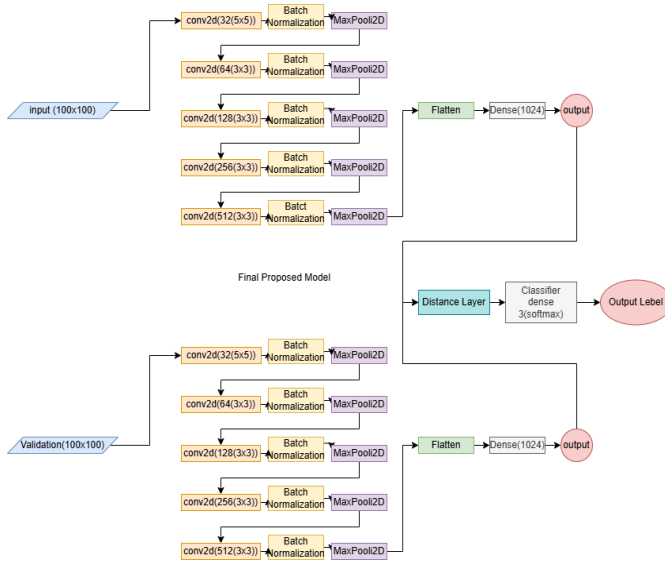 conv2d(32(5x5))
Batch
Normalization
MaxPooli2D
conv2d(64(3x3))
Batch
Normalization
MaxPooli2D
input (100x100)
conv2d(128(3x3))
Batch
Normalization
MaxPooli2D
Flatten
Dense(1024)
output
conv2d(256(3x3))
Batch
Normalization
MaxPooli2D
conv2d(512(3x3))
Batct
Normalization
MaxPooli2D
Final Proposed Model
Distance Layer
Classifier
dense
3(softmax)
Output Lebel
conv2d(32(5x5))
Batch
Normalization
MaxPooli2D
conv2d(64(3x3))
Batch
Normalization
MaxPooli2D
Validation(100x100)
conv2d(128(3x3))
Batch
Normalization
MaxPooli2D
Flatten
Dense(1024)
output
conv2d(256(3x3))
Batch
Normalization
MaxPooli2D
conv2d(512(3x3))
Batch
Normalization
MaxPooli2D